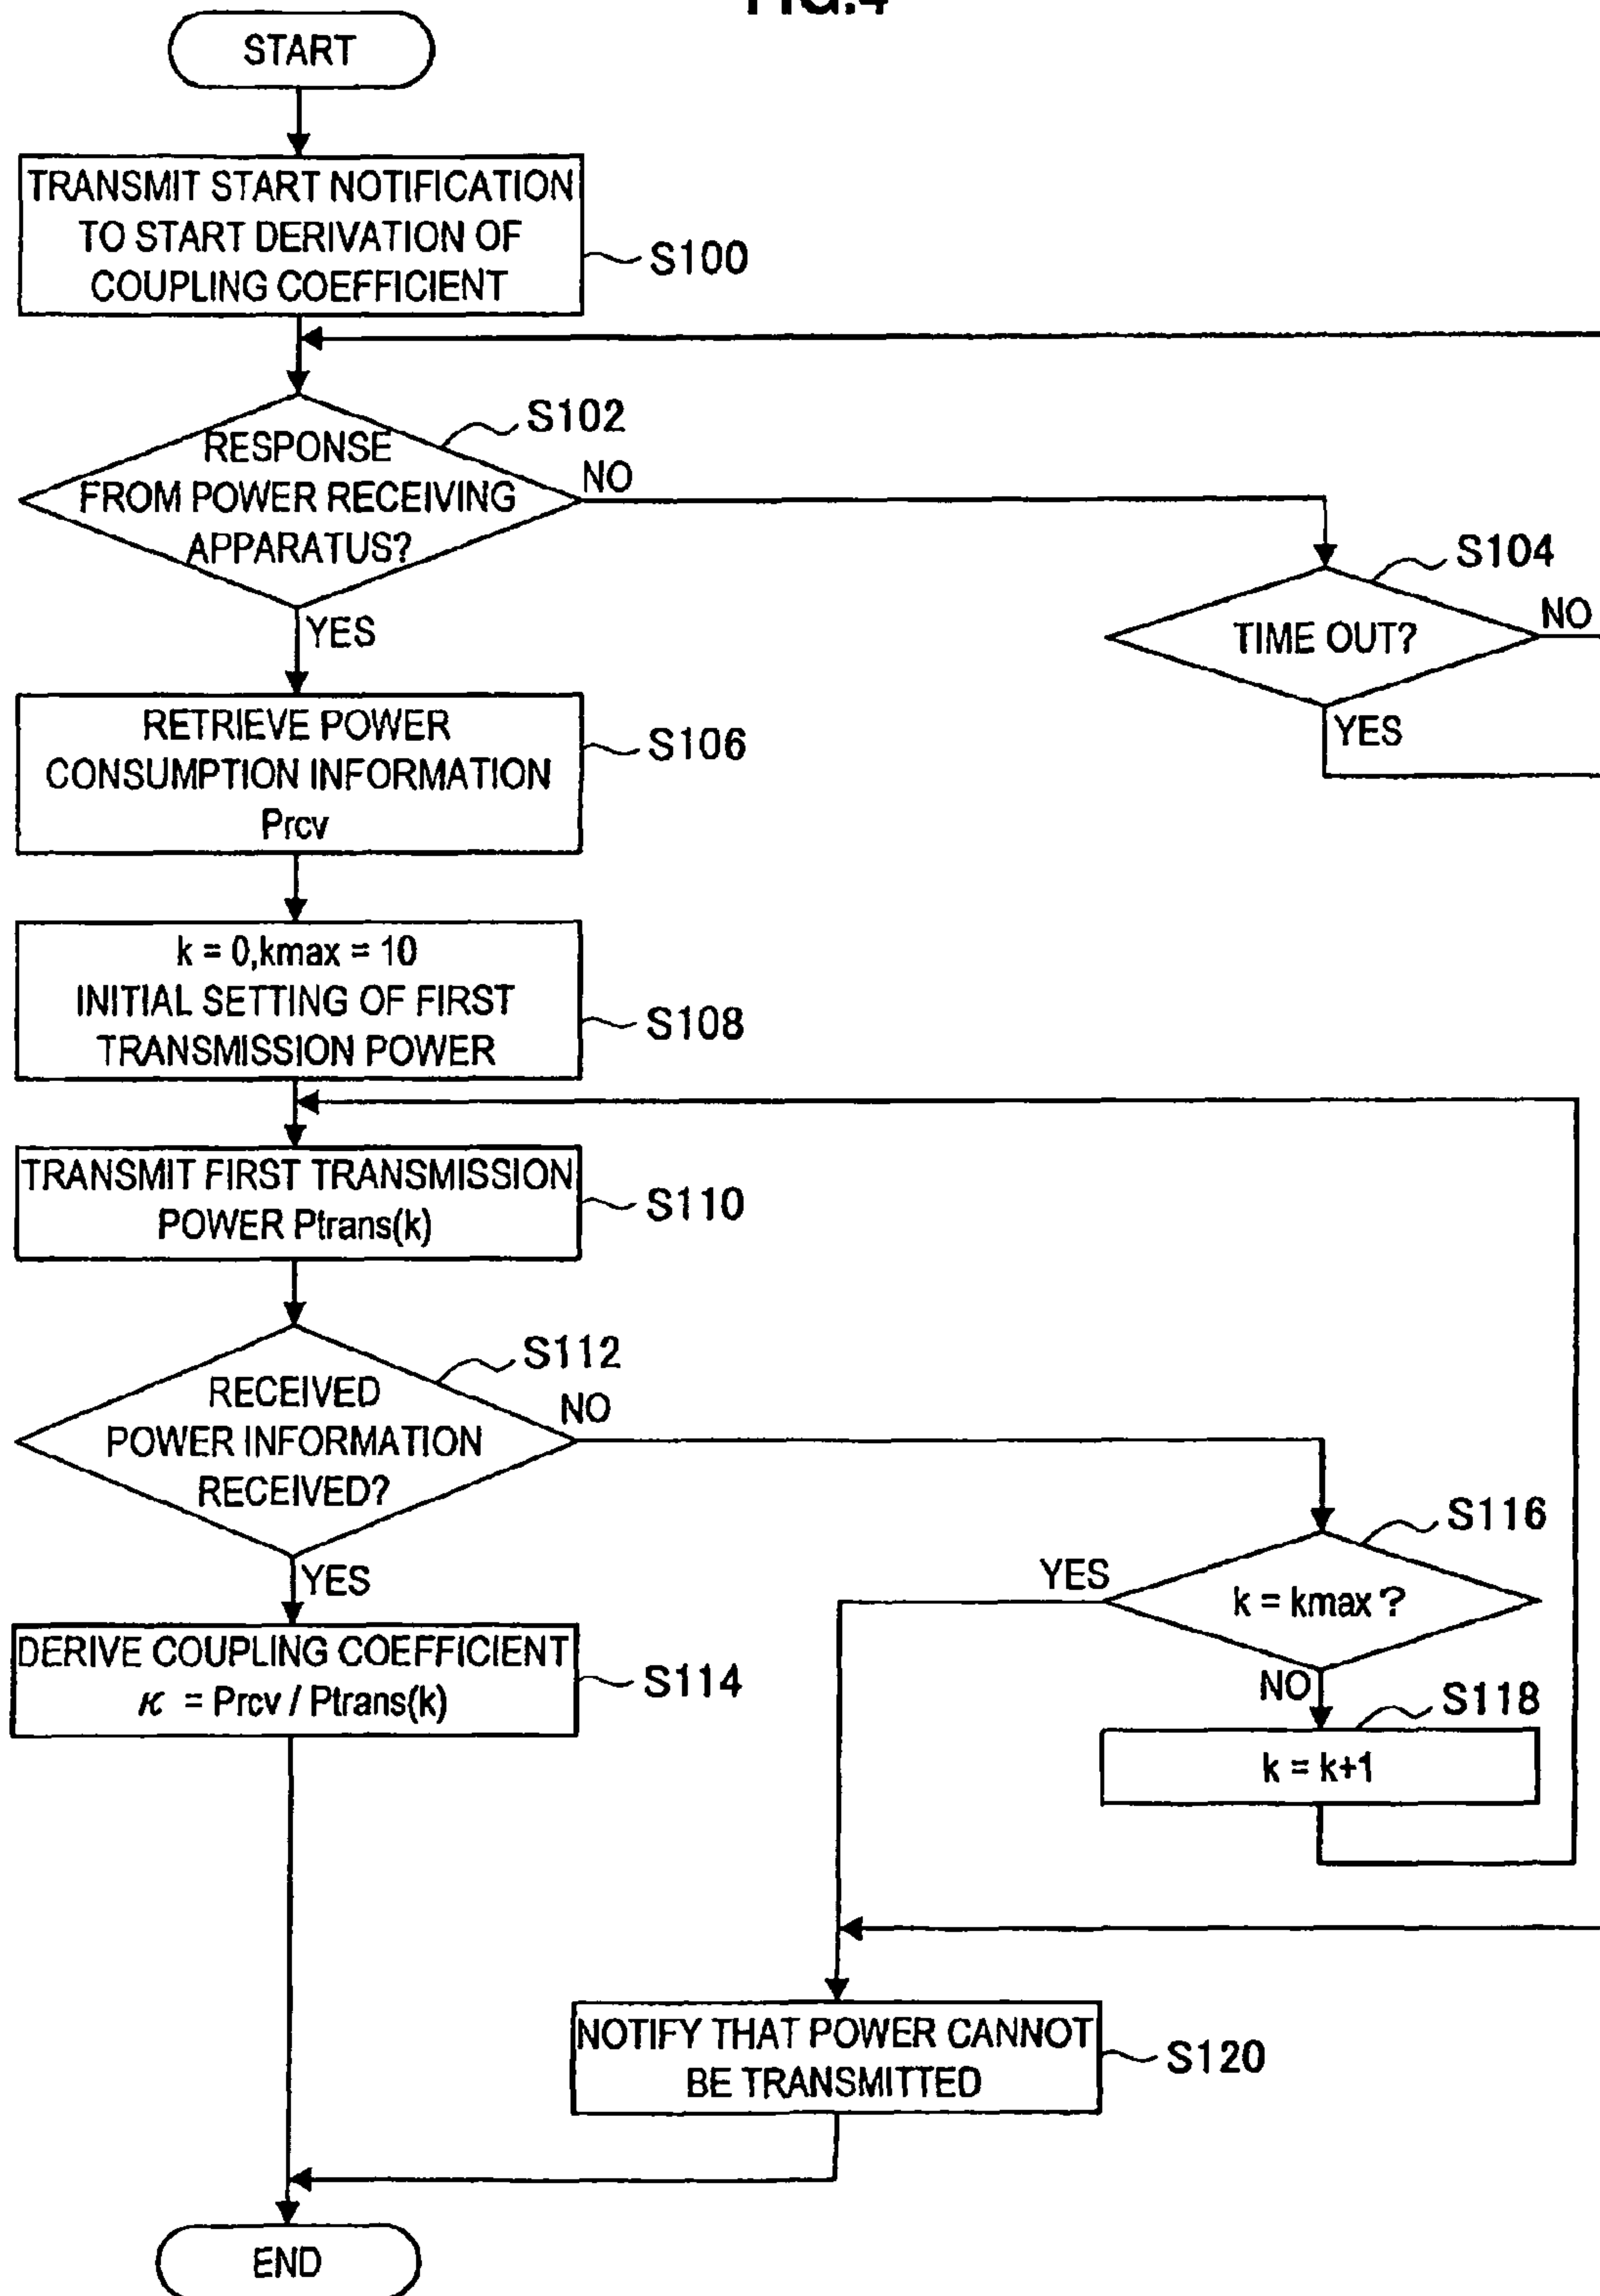 FIG.4
START
TRANSMIT START NOTIFICATION
TO START DERIVATION OF
COUPLING COEFFICIENT
S100
S102
RESPONSE
FROM POWER RECEIVING
APPARATUS?
NO
S104
TIME OUT?
NO
YES
YES
RETRIEVE POWER
CONSUMPTION INFORMATION
Prcv
S106
k = 0,kmax = 10
INITIAL SETTING OF FIRST
TRANSMISSION POWER
S108
TRANSMIT FIRST TRANSMISSION
POWER Ptrans(k)
S110
S112
RECEIVED
POWER INFORMATION
RECEIVED?
NO
S116
YES
k = kmax ?
YES
NO
DERIVE COUPLING COEFFICIENT
κ = Prcv / Ptrans(k)
S114
S118
k = k+1
NOTIFY THAT POWER CANNOT
BE TRANSMITTED
S120
END